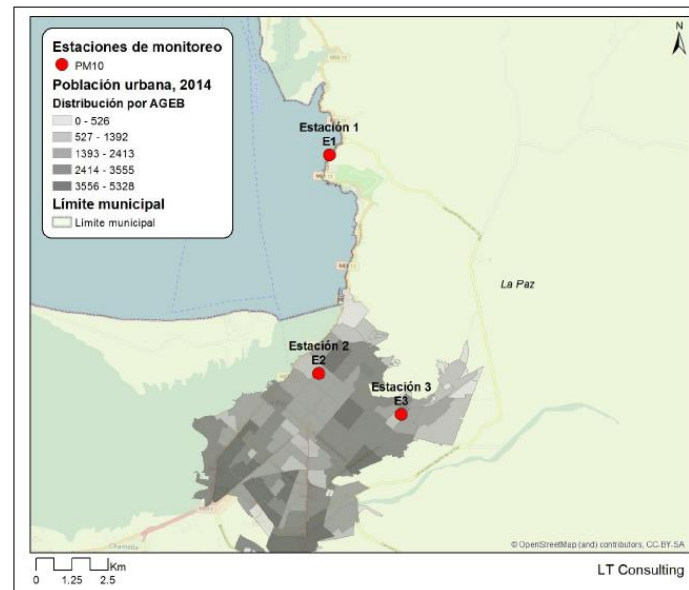 Estaciones de monitoreo
PM10
Población urbana, 2014
Distribución por AGEB
0 - 526
527 - 1392
1393 - 2413
2414 - 3555
3556 - 5328
Límite municipal
Límite municipal
N
Estación 1
E1
La Paz
Estación 2
E2
Estación 3
E3
Chametla
© OpenStreetMap (and) contributors, CC-BY-SA
Km
0 1.25 2.5
LT Consulting